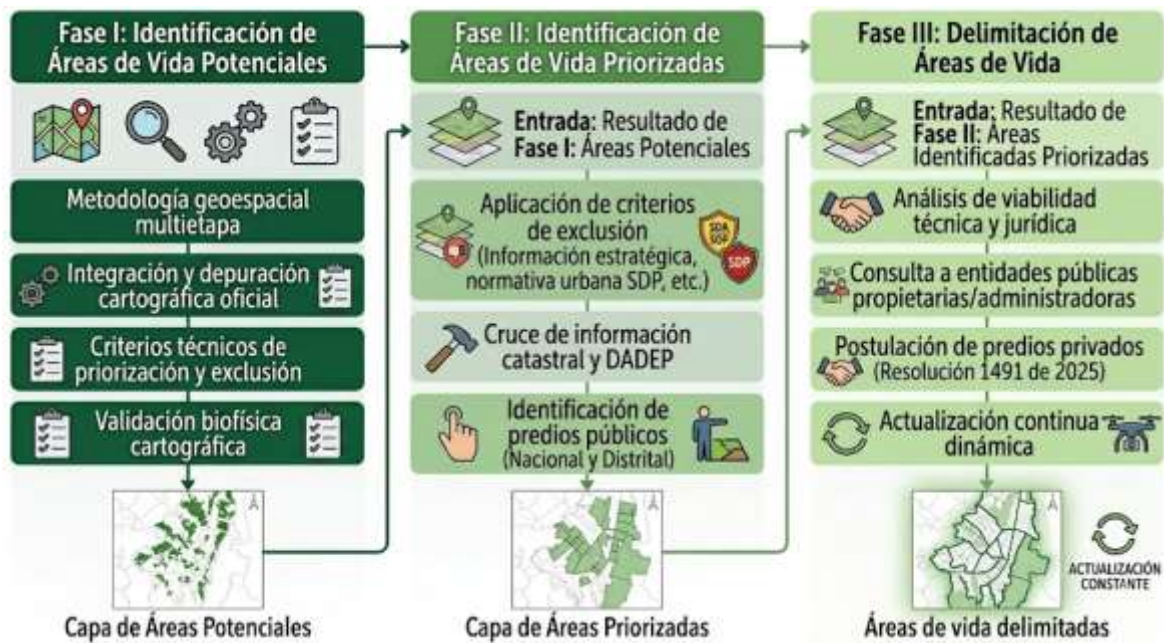 Fase I: Identificación de
Áreas de Vida Potenciales
Metodología geoespacial
multietapa
Integración y depuración
cartográfica oficial
Criterios técnicos de
priorización y exclusión
Validación biofísica
cartográfica
Capa de Áreas Potenciales
Fase II: Identificación de
Áreas de Vida Priorizadas
Entrada: Resultado de
Fase I: Áreas Potenciales
Aplicación de criterios
de exclusión
(Información estratégica,
normativa urbana SDP, etc.)
SDA
SDP
Cruce de información
catastral y DADEP
Identificación de
predios públicos
(Nacional y Distrital)
Capa de Áreas Priorizadas
Fase III: Delimitación de
Áreas de Vida
Entrada: Resultado de
Fase II: Áreas
Identificadas Priorizadas
Análisis de viabilidad
técnica y jurídica
Consulta a entidades públicas
propietarias/administradoras
Postulación de predios privados
(Resolución 1491 de 2025)
Actualización continua
dinámica
ACTUALIZACIÓN
CONSTANTE
Áreas de vida delimitadas